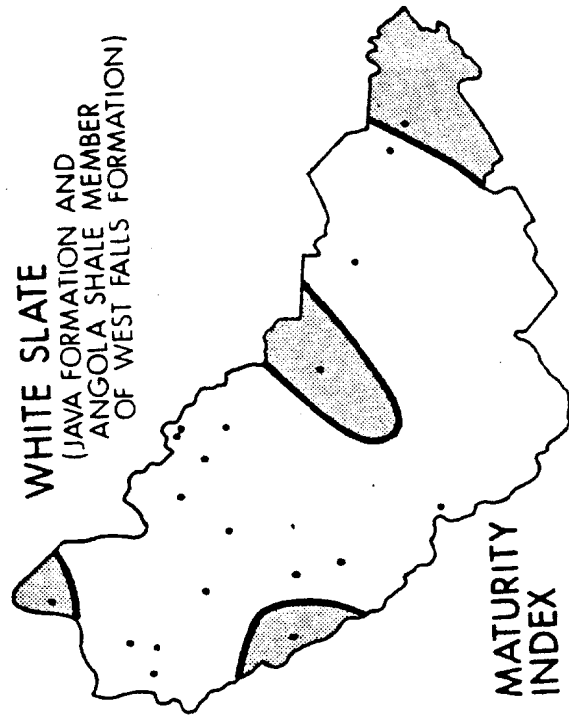 WHITE SLATE
(JAVA FORMATION AND
ANGOLA SHALE MEMBER
OF WEST FALLS FORMATION)
MATURITY
INDEX